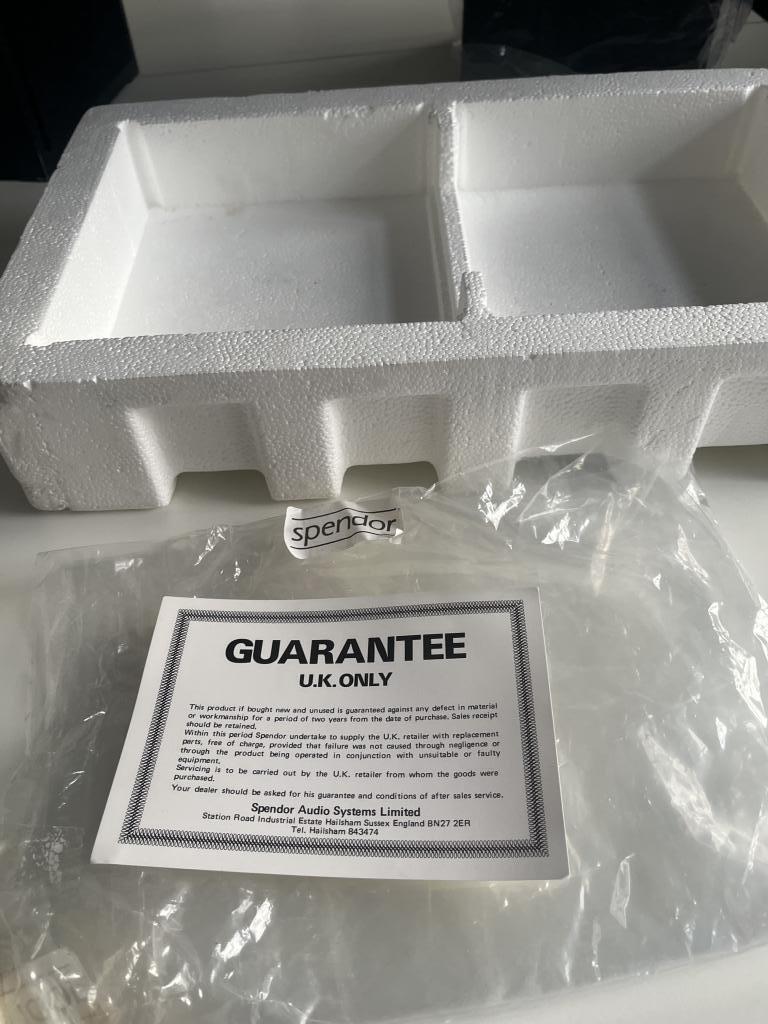 spendor
GUARANTEE
U.K. ONLY
This product if bought new and unused is guaranteed against any defect in material
or workmanship for a period of two years from the date of purchase. Sales receipt
should be retained.
Within this period Spendor undertake to supply the U.K. retailer with replacement
parts, free of charge, provided that failure was not caused through negligence or
through the product being operated in conjunction with unsuitable or faulty
equipment.
Servicing is to be carried out by the U.K. retailer from whom the goods were
purchased.
Your dealer should be asked for his guarantee and conditions of after sales service.
Spendor Audio Systems Limited
Station Road Industrial Estate Hailsham Sussex England BN27 2ER
Tel. Hailsham 843474